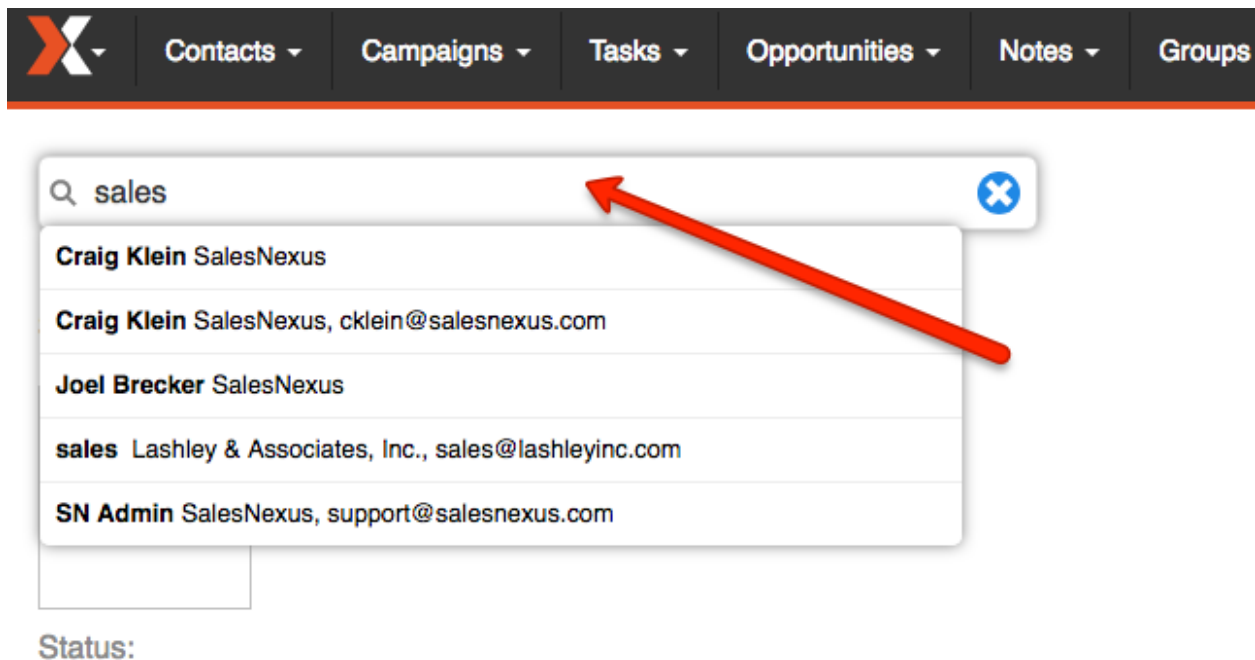 Contacts Campaigns Tasks Opportunities Notes Groups
sales
Craig Klein SalesNexus
Craig Klein SalesNexus, cklein@salesnexus.com
Joel Brecker SalesNexus
sales Lashley & Associates, Inc., sales@lashleyinc.com
SN Admin SalesNexus, support@salesnexus.com
Status: